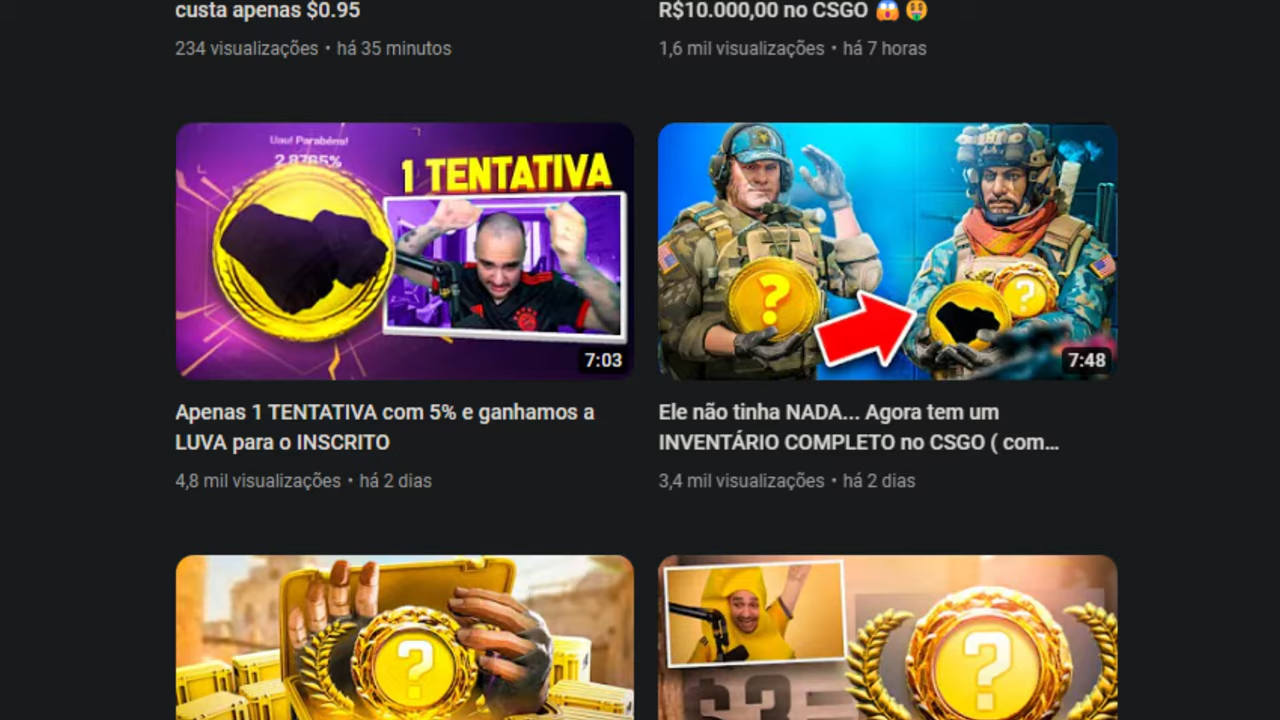 custa apenas $0.95
234 visualizações • há 35 minutos
R$10.000,00 no CSGO 😱 🤑
1,6 mil visualizações • há 7 horas
Uau! Parabéns!
2.8765%
1 TENTATIVA
7:03
Apenas 1 TENTATIVA com 5% e ganhamos a
LUVA para o INSCRITO
4,8 mil visualizações • há 2 dias
?
?
7:48
Ele não tinha NADA... Agora tem um
INVENTÁRIO COMPLETO no CSGO ( com...
3,4 mil visualizações • há 2 dias
?
?